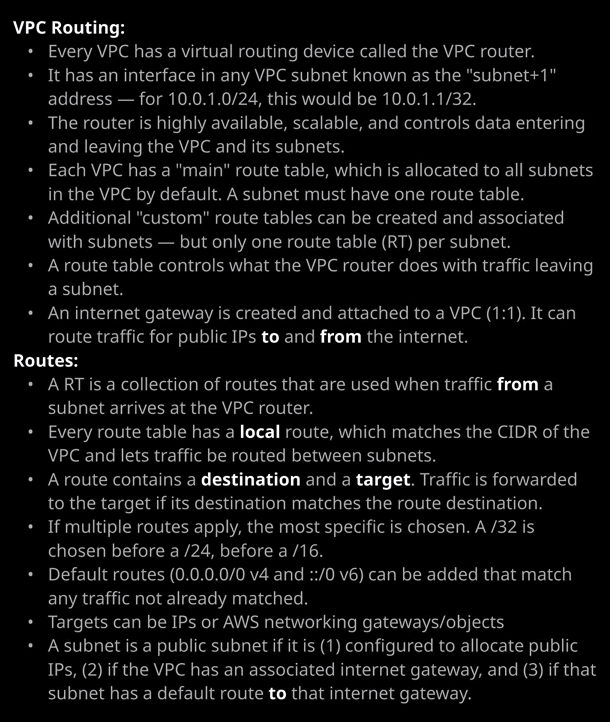 VPC Routing:
• Every VPC has a virtual routing device called the VPC router.
• It has an interface in any VPC subnet known as the "subnet+1"
address — for 10.0.1.0/24, this would be 10.0.1.1/32.
• The router is highly available, scalable, and controls data entering
and leaving the VPC and its subnets.
• Each VPC has a "main" route table, which is allocated to all subnets
in the VPC by default. A subnet must have one route table.
• Additional "custom" route tables can be created and associated
with subnets — but only one route table (RT) per subnet.
• A route table controls what the VPC router does with traffic leaving
a subnet.
• An internet gateway is created and attached to a VPC (1:1). It can
route traffic for public IPs to and from the internet.
Routes:
• A RT is a collection of routes that are used when traffic from a
subnet arrives at the VPC router.
• Every route table has a local route, which matches the CIDR of the
VPC and lets traffic be routed between subnets.
• A route contains a destination and a target. Traffic is forwarded
to the target if its destination matches the route destination.
• If multiple routes apply, the most specific is chosen. A /32 is
chosen before a /24, before a /16.
• Default routes (0.0.0.0/0 v4 and ::/0 v6) can be added that match
any traffic not already matched.
• Targets can be IPs or AWS networking gateways/objects
• A subnet is a public subnet if it is (1) configured to allocate public
IPs, (2) if the VPC has an associated internet gateway, and (3) if that
subnet has a default route to that internet gateway.